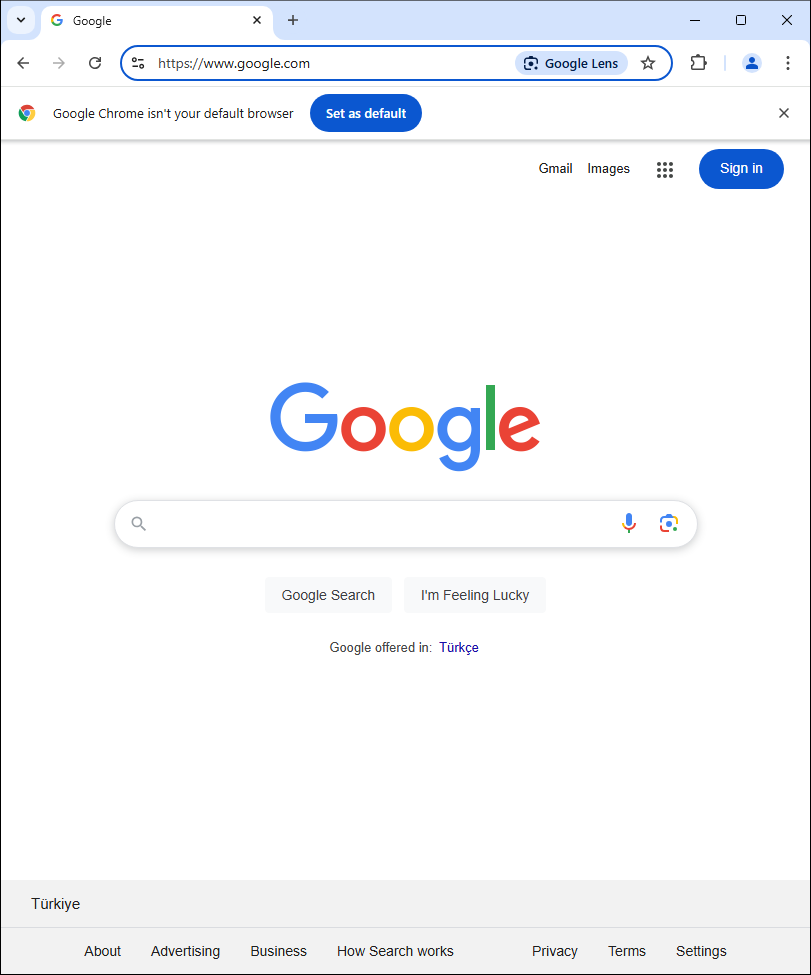 Google
https://www.google.com
Google Lens
Google Chrome isn't your default browser
Set as default
Gmail
Images
Sign in
Google
Google Search
I'm Feeling Lucky
Google offered in: Türkçe
Türkiye
About
Advertising
Business
How Search works
Privacy
Terms
Settings